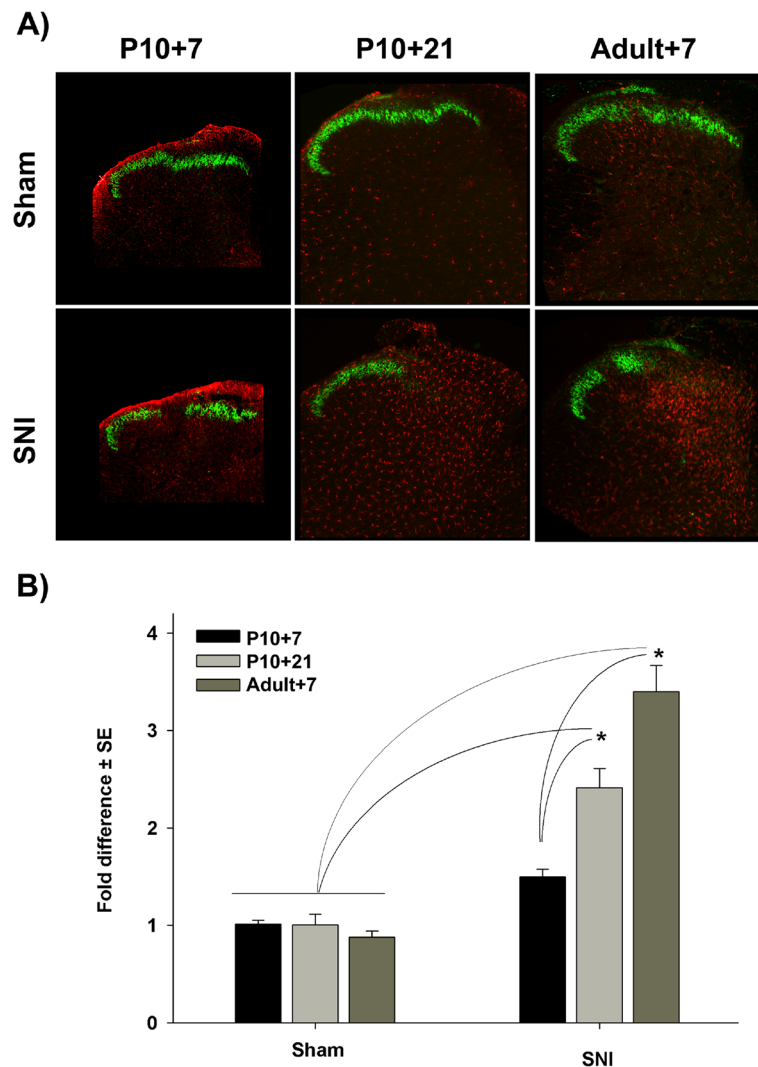 A)
P10+7 P10+21 Adult+7
Sham
SNI
B)
Fold difference ± SE
4
3
2
1
0
P10+7
P10+21
Adult+7
*
*
Sham
SNI